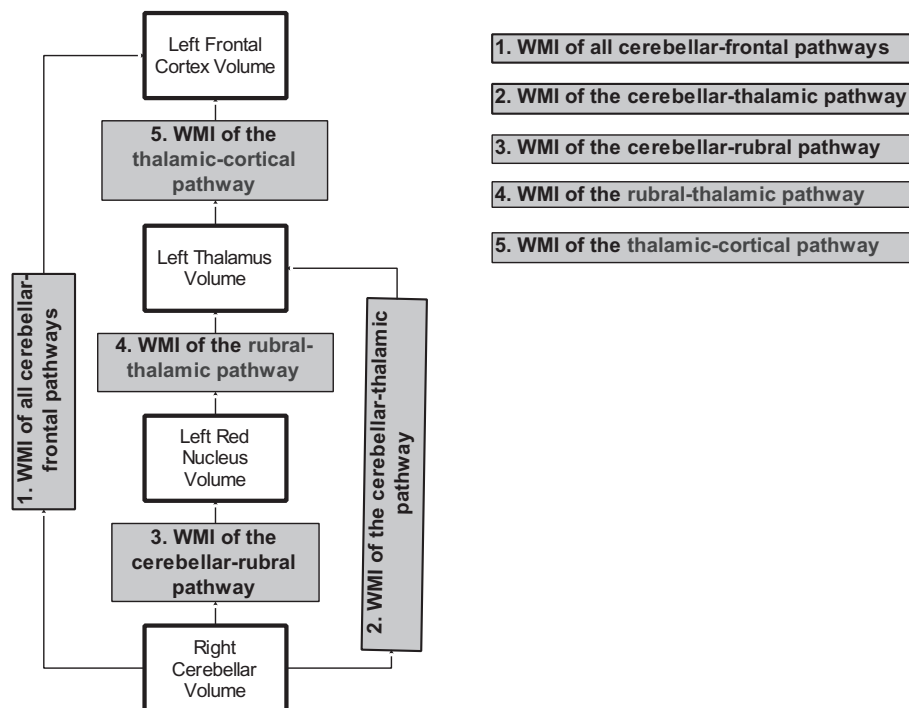 Left Frontal
Cortex Volume
5. WMI of the
thalamic-cortical
pathway
Left Thalamus
Volume
4. WMI of the rubral-
thalamic pathway
Left Red
Nucleus
Volume
3. WMI of the
cerebellar-rubral
pathway
Right
Cerebellar
Volume
1. WMI of all cerebellar-
frontal pathways
2. WMI of the cerebellar-thalamic
pathway
1. WMI of all cerebellar-frontal pathways
2. WMI of the cerebellar-thalamic pathway
3. WMI of the cerebellar-rubral pathway
4. WMI of the rubral-thalamic pathway
5. WMI of the thalamic-cortical pathway